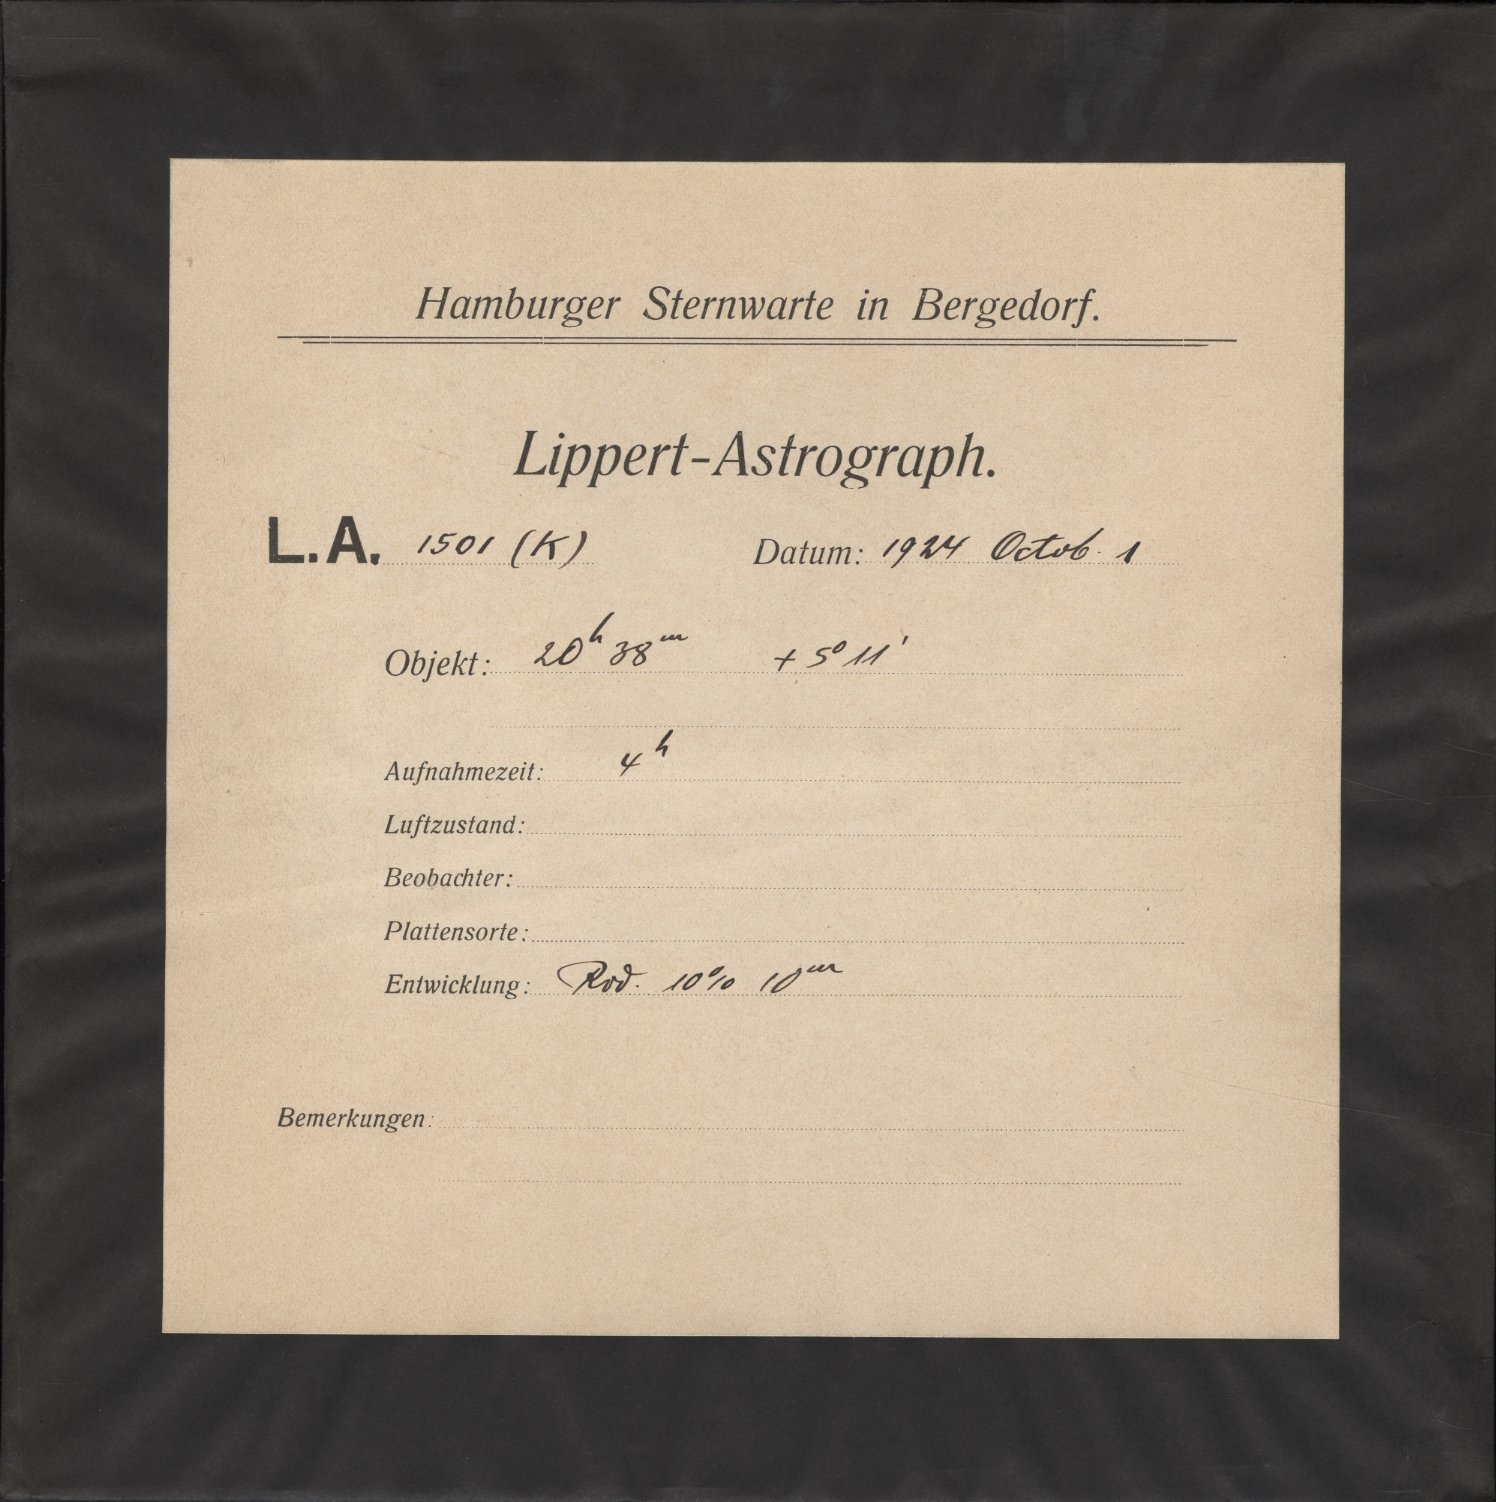 Hamburger Sternwarte in Bergedorf.
Lippert-Astrograph.
L.A. 1501 (K) Datum: 1924 Octob. 1
Objekt: 20h 38m + 5° 11'
Aufnahmezeit: 4h
Luftzustand:
Beobachter:
Plattensorte:
Entwicklung: Rod. 10% 10m
Bemerkungen: